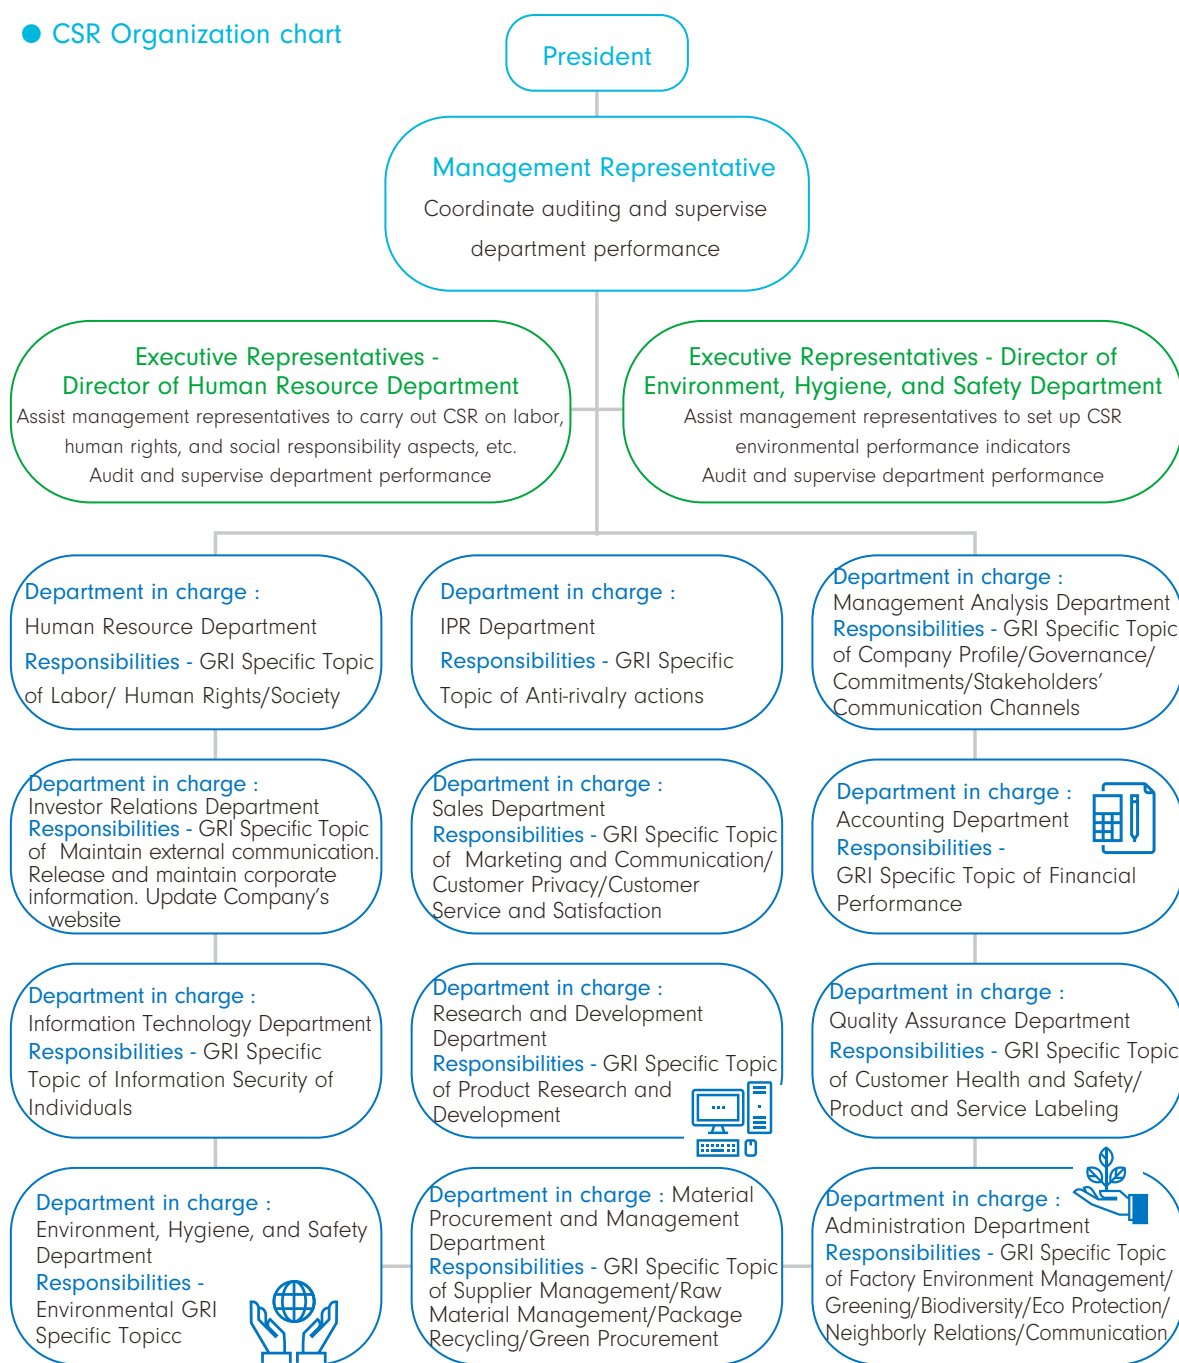 ● CSR Organization chart
President
Management Representative
Coordinate auditing and supervise
department performance
Executive Representatives -
Director of Human Resource Department
Assist management representatives to carry out CSR on labor,
human rights, and social responsibility aspects, etc.
Audit and supervise department performance
Executive Representatives - Director of
Environment, Hygiene, and Safety Department
Assist management representatives to set up CSR
environmental performance indicators
Audit and supervise department performance
Department in charge :
Human Resource Department
Responsibilities - GRI Specific Topic
of Labor/ Human Rights/Society
Department in charge :
IPR Department
Responsibilities - GRI Specific
Topic of Anti-rivalry actions
Department in charge :
Management Analysis Department
Responsibilities - GRI Specific Topic
of Company Profile/Governance/
Commitments/Stakeholders’
Communication Channels
Department in charge :
Investor Relations Department
Responsibilities - GRI Specific Topic
of Maintain external communication.
Release and maintain corporate
information. Update Company’s
website
Department in charge :
Sales Department
Responsibilities - GRI Specific Topic
of Marketing and Communication/
Customer Privacy/Customer
Service and Satisfaction
Department in charge :
Accounting Department
Responsibilities -
GRI Specific Topic of Financial
Performance
Department in charge :
Information Technology Department
Responsibilities - GRI Specific
Topic of Information Security of
Individuals
Department in charge :
Research and Development
Department
Responsibilities - GRI Specific Topic
of Product Research and
Development
Department in charge :
Quality Assurance Department
Responsibilities - GRI Specific Topic
of Customer Health and Safety/
Product and Service Labeling
Department in charge :
Environment, Hygiene, and Safety
Department
Responsibilities -
Environmental GRI
Specific Topicc
Department in charge : Material
Procurement and Management
Department
Responsibilities - GRI Specific Topic
of Supplier Management/Raw
Material Management/Package
Recycling/Green Procurement
Department in charge :
Administration Department
Responsibilities - GRI Specific Topic
of Factory Environment Management/
Greening/Biodiversity/Eco Protection/
Neighborly Relations/Communication